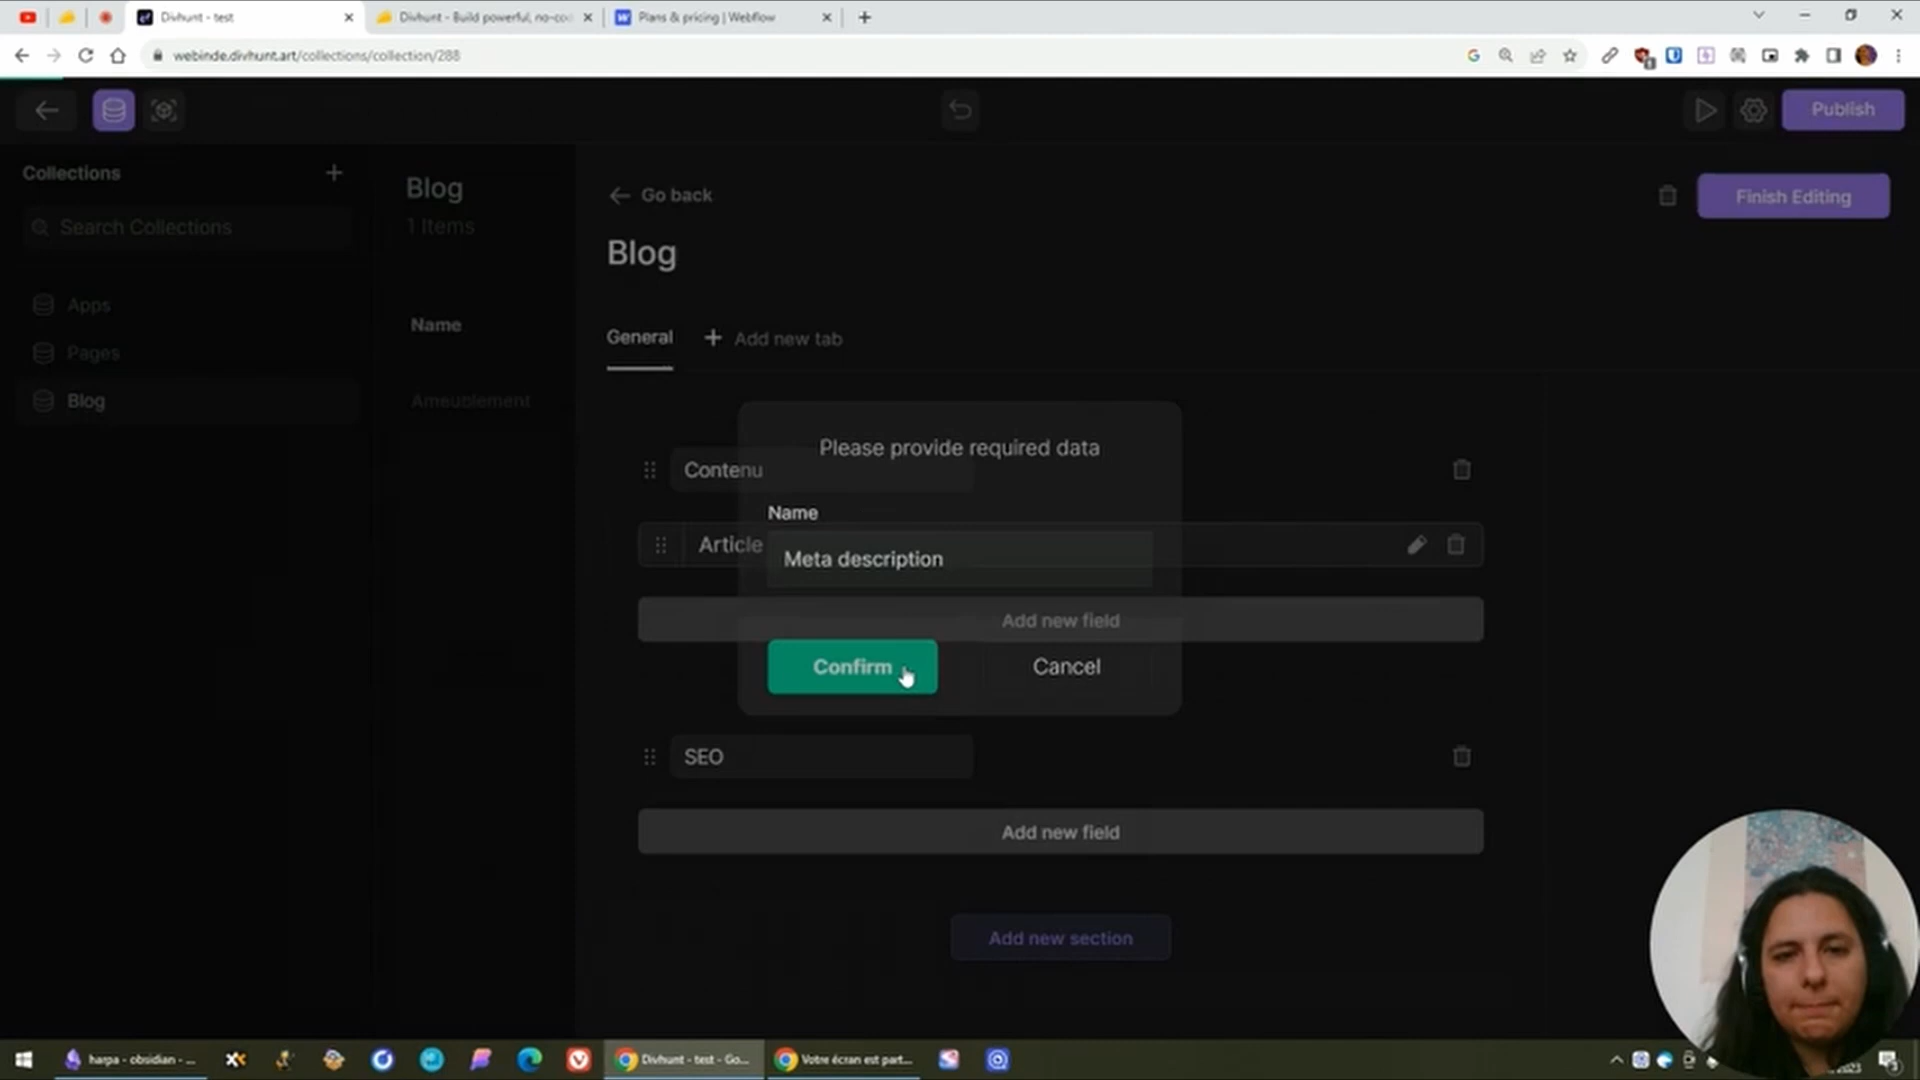 Divhunt - test
Divhunt - Build powerful, no-co
Plans & pricing | Webflow
webinde.divhunt.art/collections/collection/288
Publish
Collections
Search Collections
Apps
Pages
Blog
Blog
1 Items
Name
Ameublement
Go back
Finish Editing
Blog
General
Add new tab
Please provide required data
Contenu
Name
Article
Meta description
Add new field
Confirm
Cancel
SEO
Add new field
Add new section
harpa - obsidian - ...
Divhunt - test - Go...
Votre écran est part...